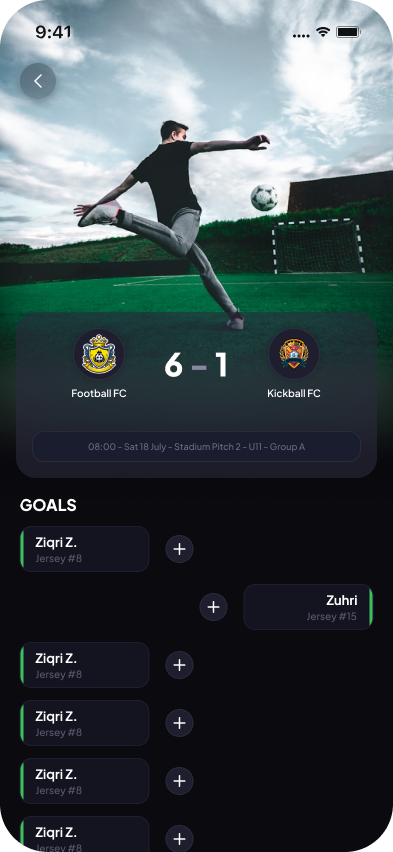 9:41
6 - 1
Football FC
Kickball FC
08:00 - Sat 18 July - Stadium Pitch 2 - U11 - Group A
GOALS
Ziqri Z.
Jersey #8
Zuhri
Jersey #15
Ziqri Z.
Jersey #8
Ziqri Z.
Jersey #8
Ziqri Z.
Jersey #8
Ziqri Z.
Jersey #8